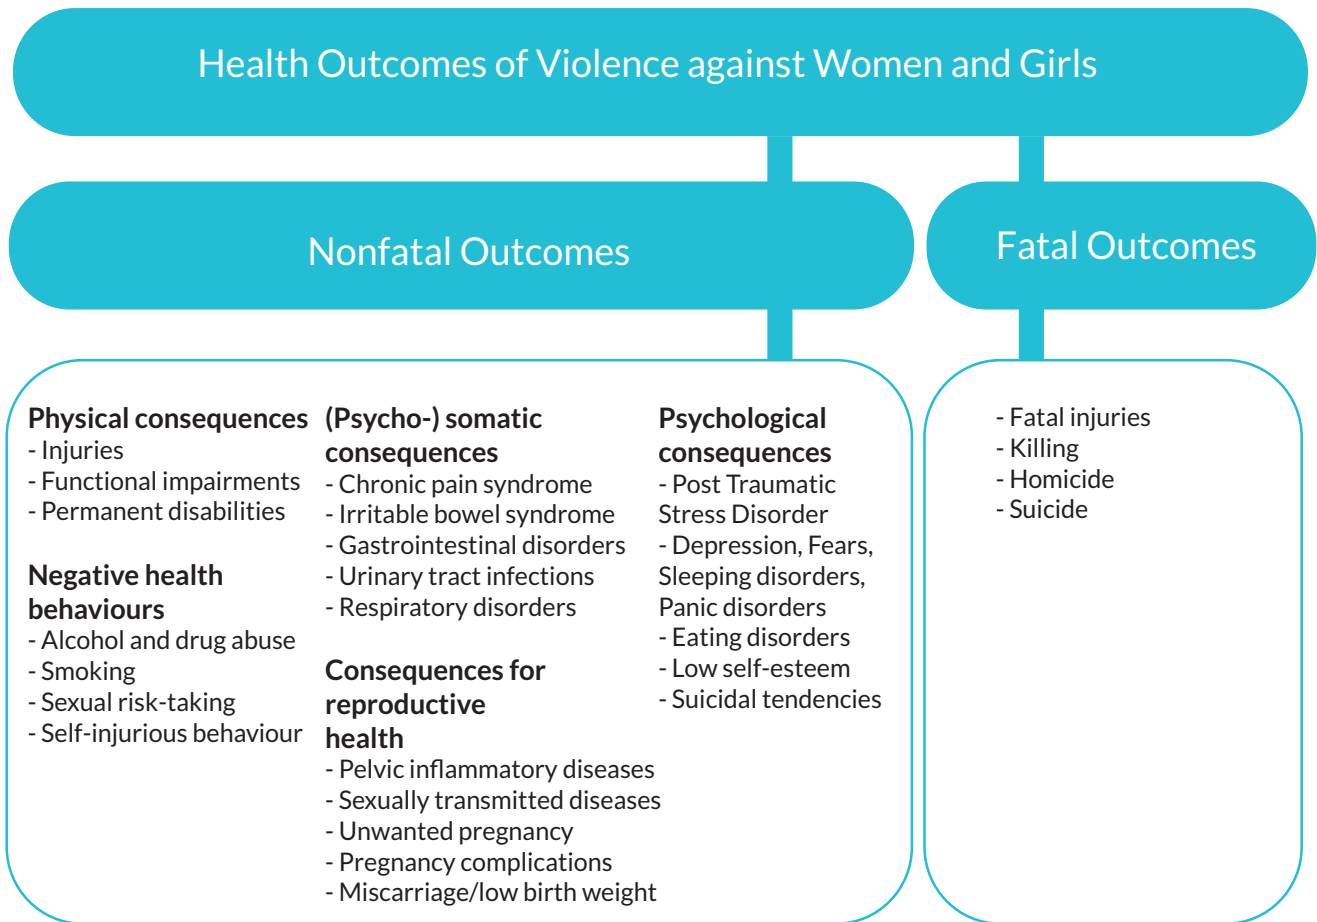 Health Outcomes of Violence against Women and Girls
Nonfatal Outcomes
Fatal Outcomes
Physical consequences
- Injuries
- Functional impairments
- Permanent disabilities
Negative health
behaviours
- Alcohol and drug abuse
- Smoking
- Sexual risk-taking
- Self-injurious behaviour
(Psycho-) somatic
consequences
- Chronic pain syndrome
- Irritable bowel syndrome
- Gastrointestinal disorders
- Urinary tract infections
- Respiratory disorders
Consequences for
reproductive
health
- Pelvic inflammatory diseases
- Sexually transmitted diseases
- Unwanted pregnancy
- Pregnancy complications
- Miscarriage/low birth weight
Psychological
consequences
- Post Traumatic
Stress Disorder
- Depression, Fears,
Sleeping disorders,
Panic disorders
- Eating disorders
- Low self-esteem
- Suicidal tendencies
- Fatal injuries
- Killing
- Homicide
- Suicide